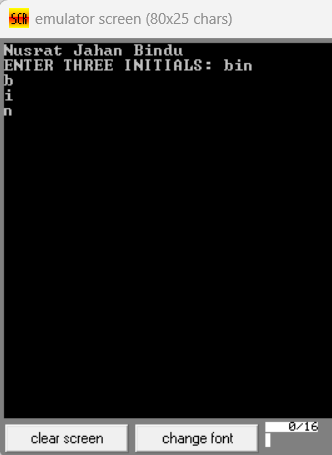 SCR emulator screen (80x25 chars)
Nusrat Jahan Bindu
ENTER THREE INITIALS: bin
b
i
n
clear screen change font 0/16